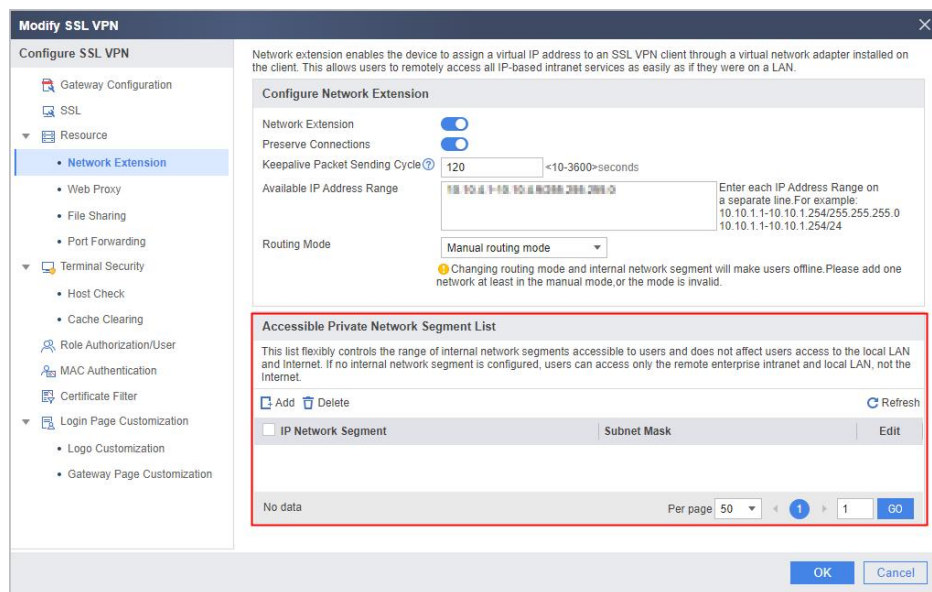 Modify SSL VPN
Configure SSL VPN
Gateway Configuration
SSL
Resource
Network Extension
Web Proxy
File Sharing
Port Forwarding
Terminal Security
Host Check
Cache Clearing
Role Authorization/User
MAC Authentication
Certificate Filter
Login Page Customization
Logo Customization
Gateway Page Customization
Network extension enables the device to assign a virtual IP address to an SSL VPN client through a virtual network adapter installed on
the client. This allows users to remotely access all IP-based intranet services as easily as if they were on a LAN.
Configure Network Extension
Network Extension
Preserve Connections
Keepalive Packet Sending Cycle ? 120 <10-3600>seconds
Available IP Address Range
Enter each IP Address Range on
a separate line.For example:
10.10.1.1-10.10.1.254/255.255.255.0
10.10.1.1-10.10.1.254/24
Routing Mode Manual routing mode
Changing routing mode and internal network segment will make users offline.Please add one
network at least in the manual mode,or the mode is invalid.
Accessible Private Network Segment List
This list flexibly controls the range of internal network segments accessible to users and does not affect users access to the local LAN
and Internet. If no internal network segment is configured, users can access only the remote enterprise intranet and local LAN, not the
Internet.
Add Delete Refresh
IP Network Segment Subnet Mask Edit
No data Per page 50 1 1 GO
OK Cancel